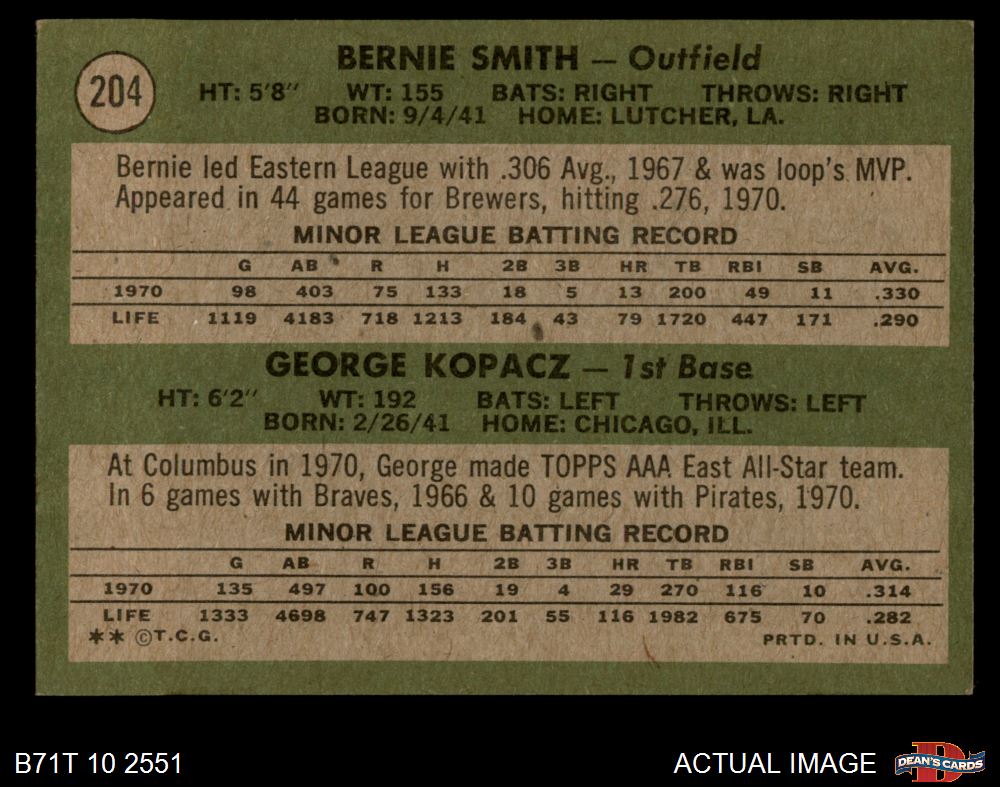 204
BERNIE SMITH — Outfield
HT: 5'8" WT: 155 BATS: RIGHT THROWS: RIGHT
BORN: 9/4/41 HOME: LUTCHER, LA.
Bernie led Eastern League with .306 Avg., 1967 & was loop's MVP.
Appeared in 44 games for Brewers, hitting .276, 1970.
MINOR LEAGUE BATTING RECORD
G AB R H 2B 3B HR TB RBI SB AVG.
1970 98 403 75 133 18 5 13 200 49 11 .330
LIFE 1119 4183 718 1213 184 43 79 1720 447 171 .290
GEORGE KOPACZ — 1st Base
HT: 6'2" WT: 192 BATS: LEFT THROWS: LEFT
BORN: 2/26/41 HOME: CHICAGO, ILL.
At Columbus in 1970, George made TOPPS AAA East All-Star team.
In 6 games with Braves, 1966 & 10 games with Pirates, 1970.
MINOR LEAGUE BATTING RECORD
G AB R H 2B 3B HR TB RBI SB AVG.
1970 135 497 100 156 19 4 29 270 116 10 .314
LIFE 1333 4698 747 1323 201 55 116 1982 675 70 .282
** ©T.C.G. PRTD. IN U.S.A.
B71T 10 2551 ACTUAL IMAGE D DEAN'S CARDS